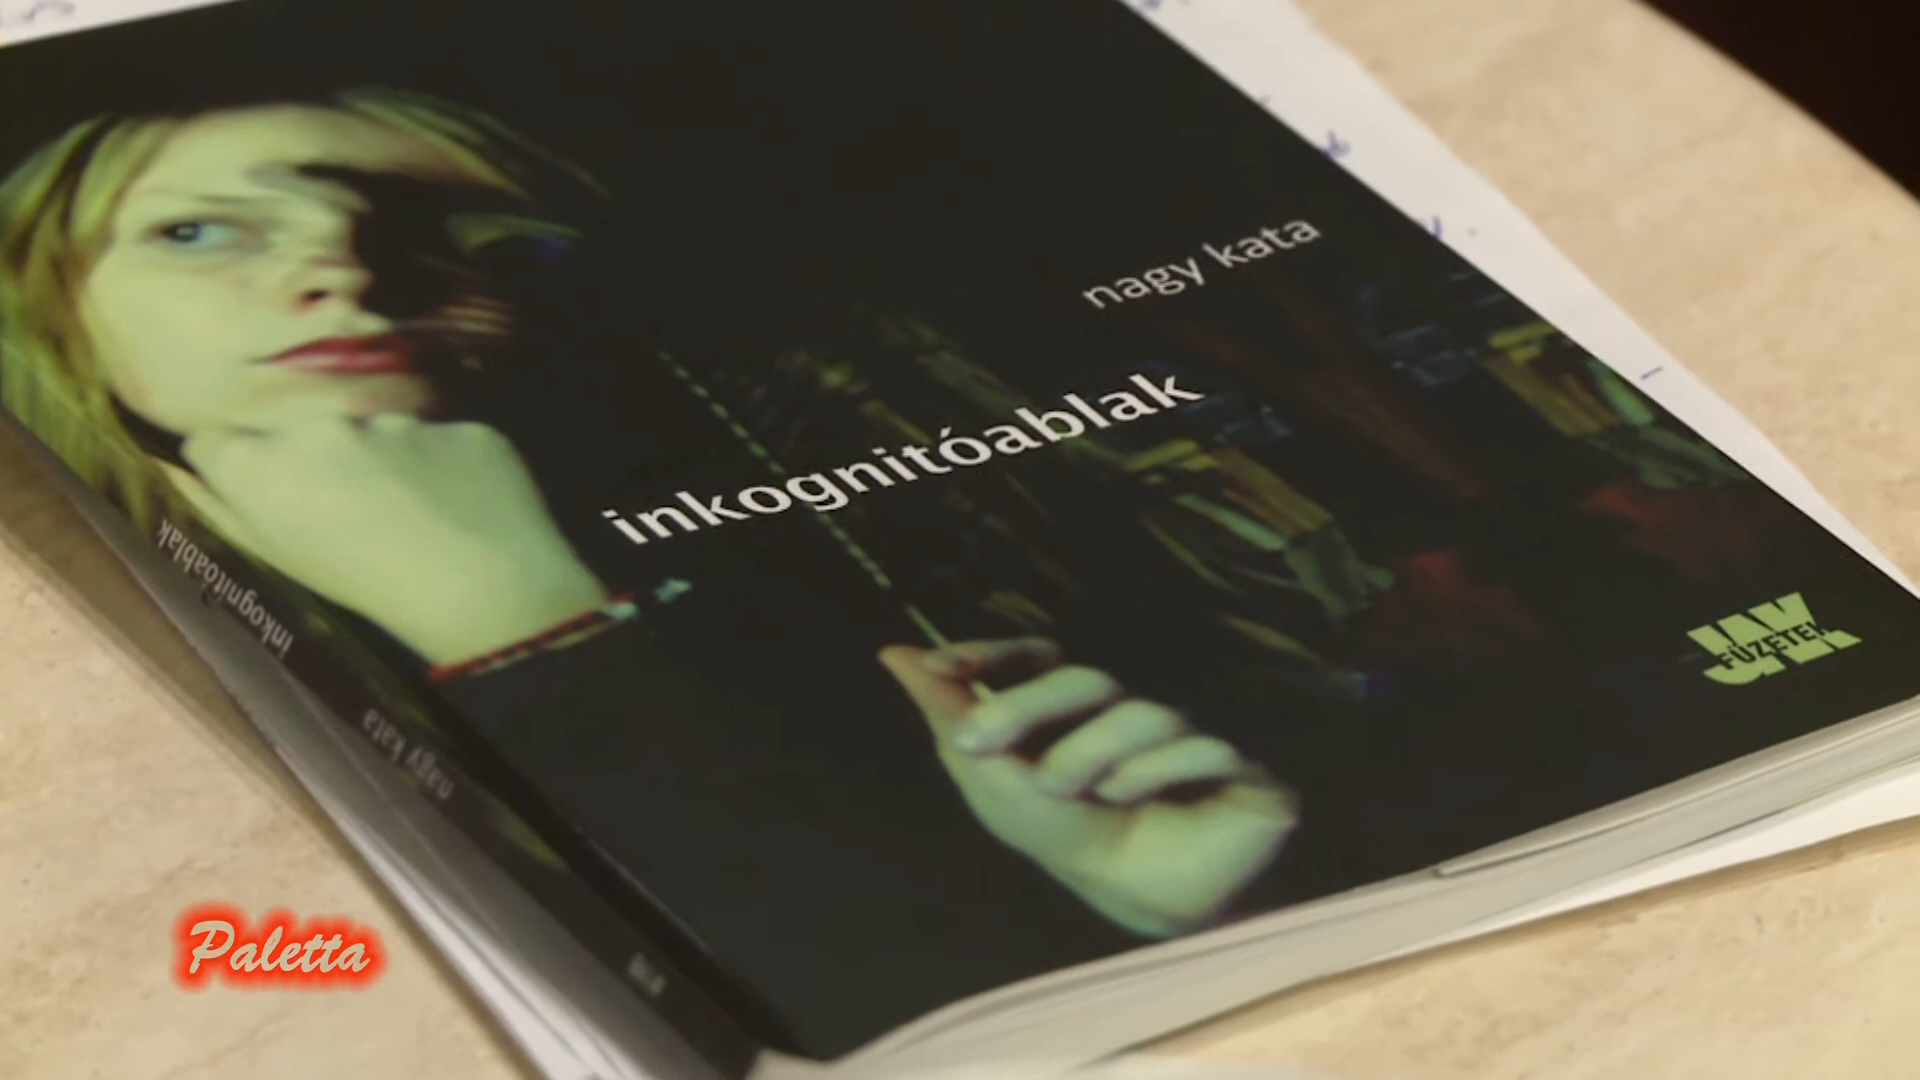 nagy kata
inkognitóablak
JAK
FÜZETEK
inkognitóablak
nagy kata
Paletta